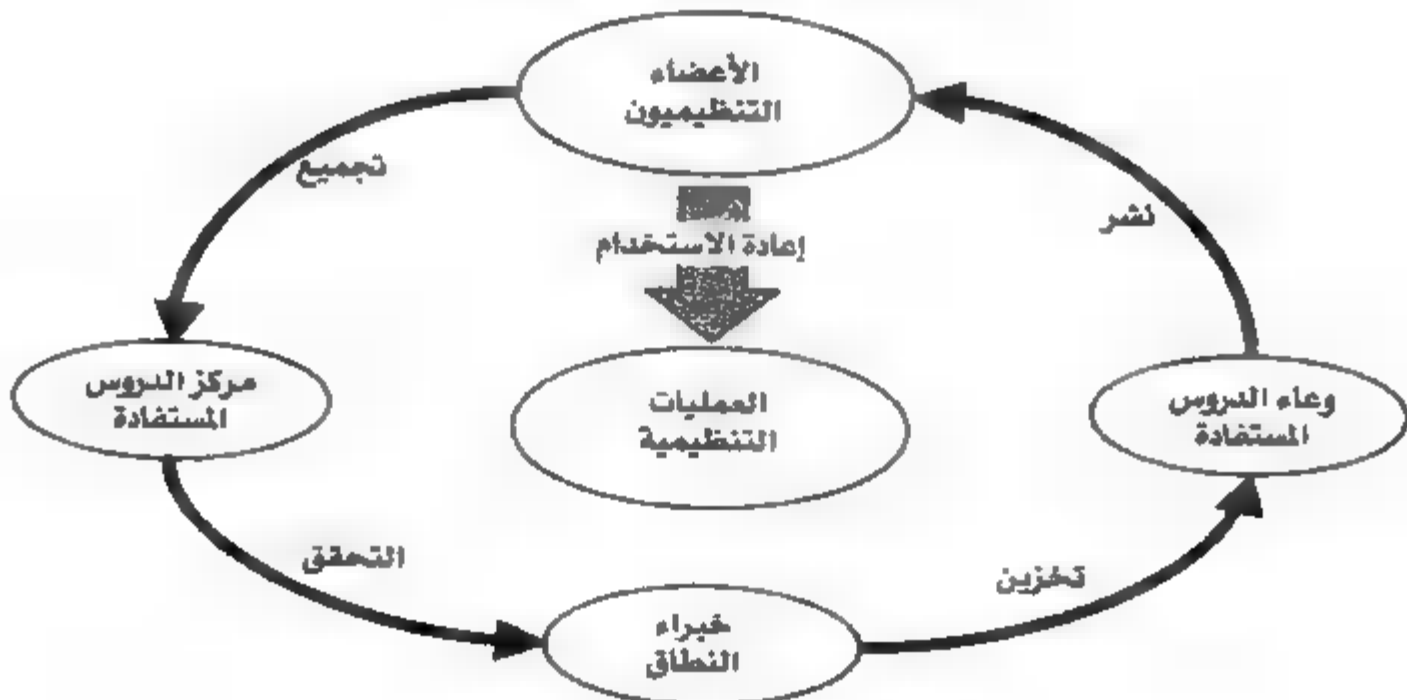 الأعضاء
التنظيميون
تجميع
نشر
إعادة الاستخدام
مركز الدروس
المستفادة
العمليات
التنظيمية
وعاء الدروس
المستفادة
التحقق
تخزين
خبراء
النطاق